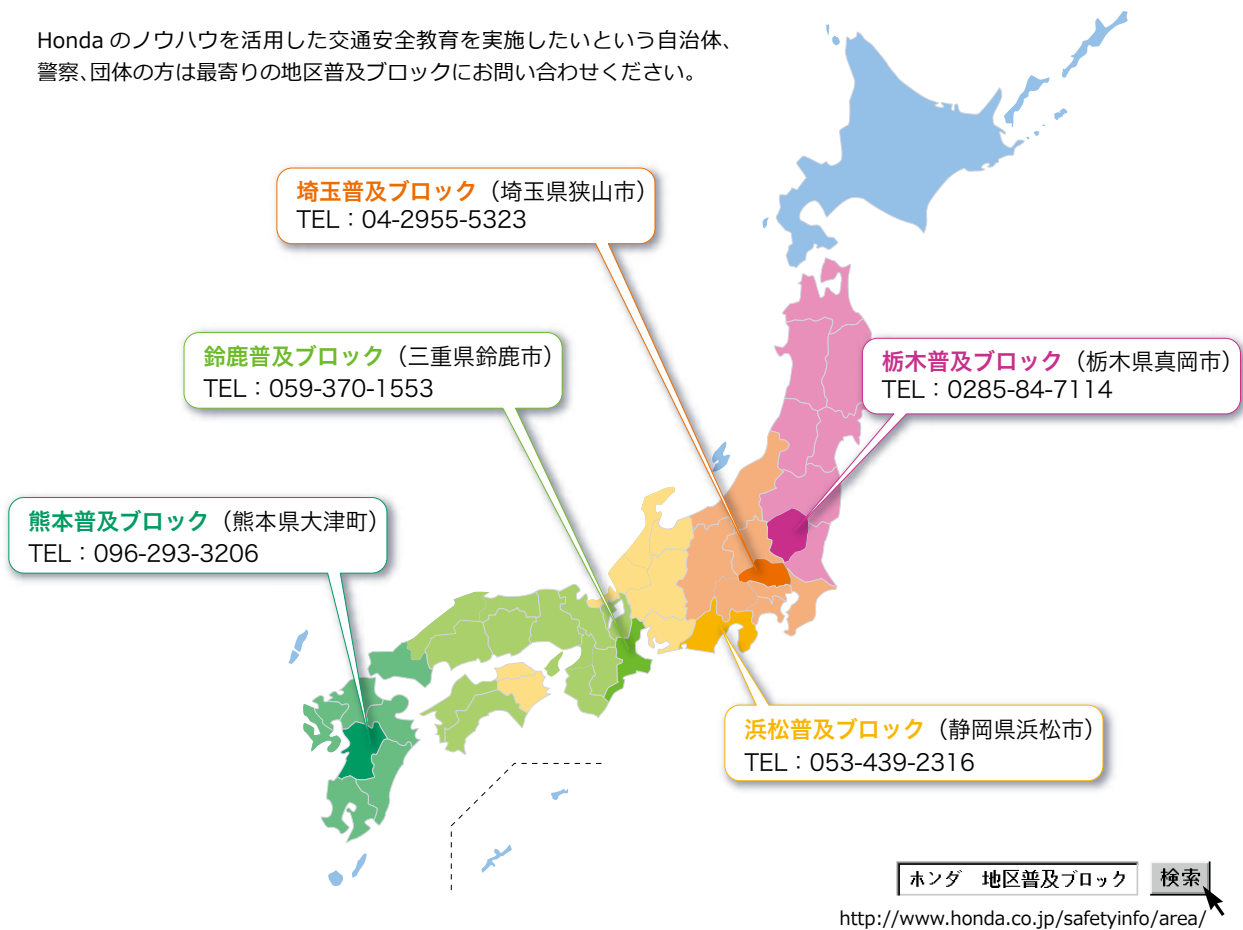 Honda のノウハウを活用した交通安全教育を実施したいという自治体、
警察、団体の方は最寄りの地区普及ブロックにお問い合わせください。
埼玉普及ブロック（埼玉県狭山市）
TEL：04-2955-5323
鈴鹿普及ブロック（三重県鈴鹿市）
TEL：059-370-1553
栃木普及ブロック（栃木県真岡市）
TEL：0285-84-7114
熊本普及ブロック（熊本県大津町）
TEL：096-293-3206
浜松普及ブロック（静岡県浜松市）
TEL：053-439-2316
ホンダ　地区普及ブロック　検索
http://www.honda.co.jp/safetyinfo/area/